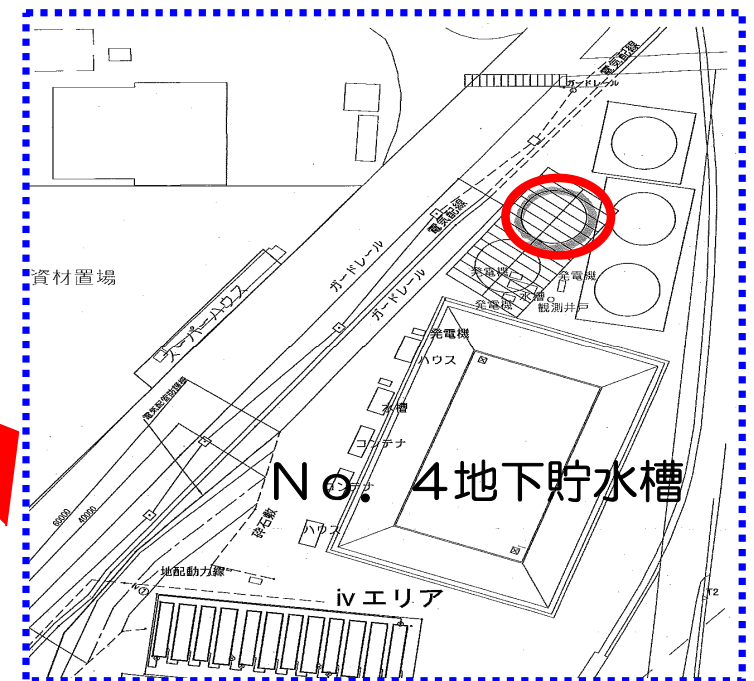 電気配線
ガードレール
電気配線
資材置場
ガードレール
ガードレール
発電機
発電機
水槽
発電機
観測井戸
スーパーハウス
発電機
ハウス
水槽
コンテナ
コンテナ
No．4地下貯水槽
60000
40000
砕石敷
ハウス
地配動力線
ivエリア
T2